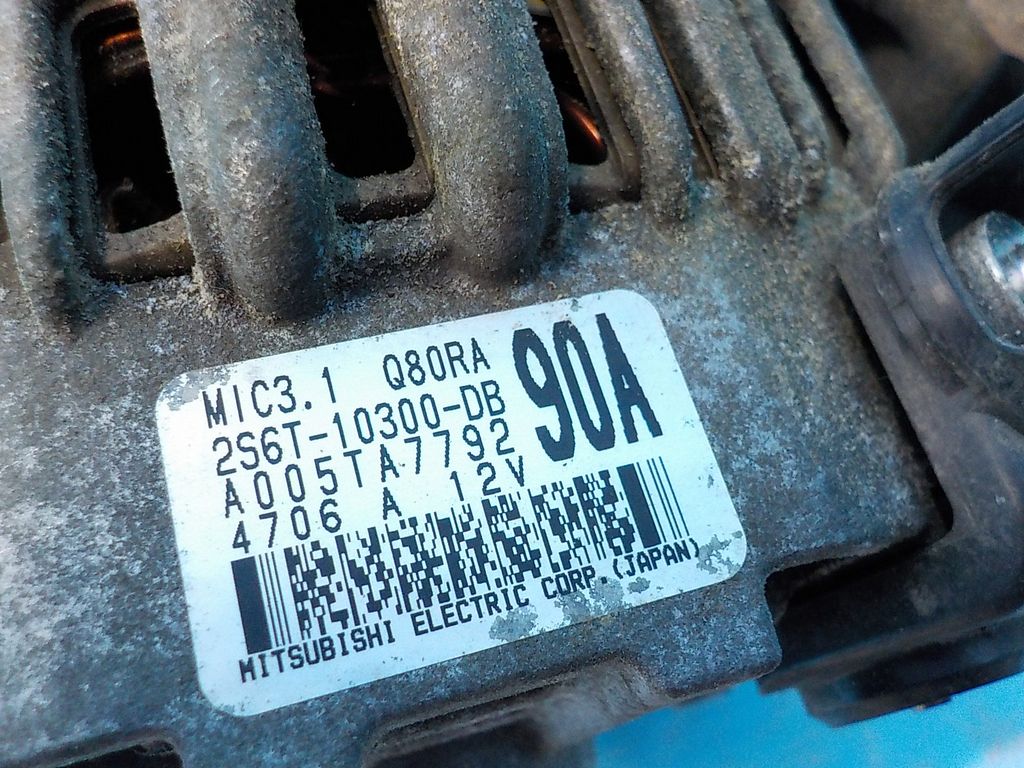 MIC3.1 Q80RA
2S6T-10300-DB
90A
A005TA7792
4706 A 12V
MITSUBISHI ELECTRIC CORP.(JAPAN)